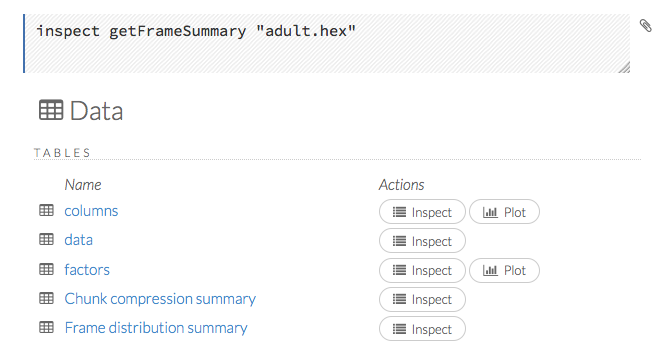 inspect getFrameSummary "adult.hex"
Data
TABLES
Name Actions
columns Inspect Plot
data Inspect
factors Inspect Plot
Chunk compression summary Inspect
Frame distribution summary Inspect